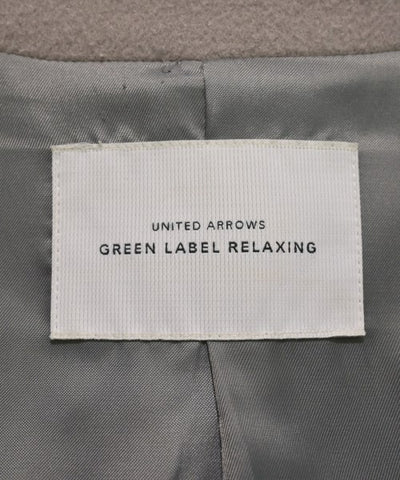 UNITED ARROWS
GREEN LABEL RELAXING